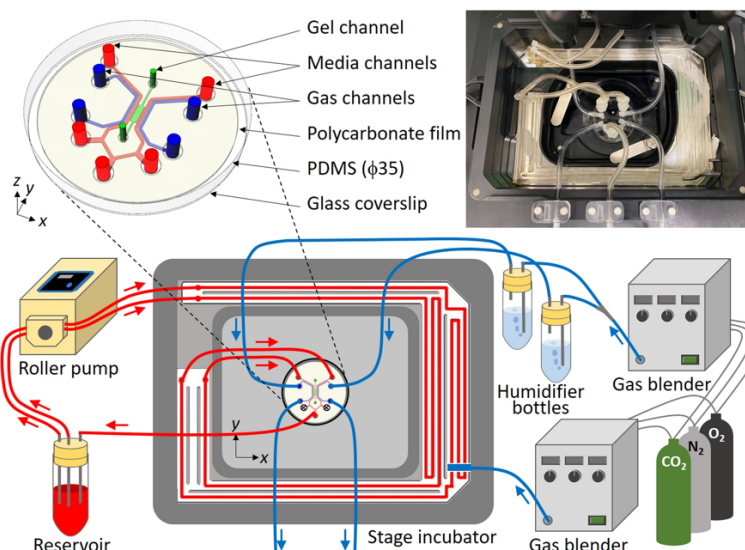 Gel channel
Media channels
Gas channels
Polycarbonate film
PDMS (ϕ35)
Glass coverslip
z
y
x
Roller pump
Humidifier
bottles
Gas blender
O₂
N₂
CO₂
y
x
Reservoir
Stage incubator
Gas blender